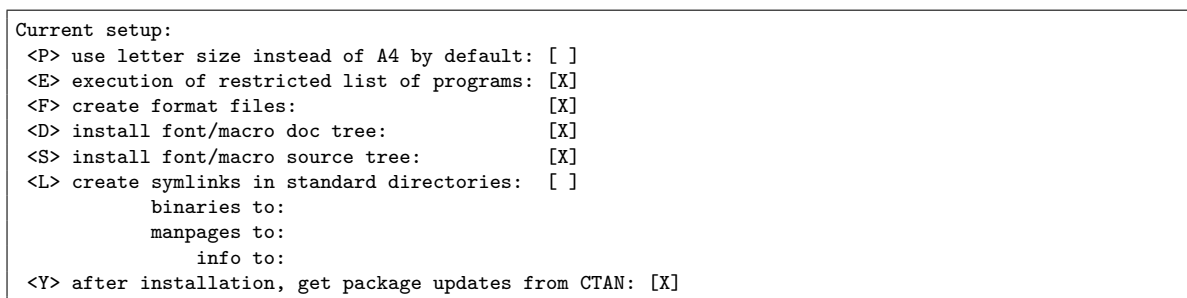 Current setup:
 <P> use letter size instead of A4 by default: [ ]
 <E> execution of restricted list of programs: [X]
 <F> create format files:                      [X]
 <D> install font/macro doc tree:              [X]
 <S> install font/macro source tree:           [X]
 <L> create symlinks in standard directories:  [ ]
            binaries to:
            manpages to:
                info to:
 <Y> after installation, get package updates from CTAN: [X]